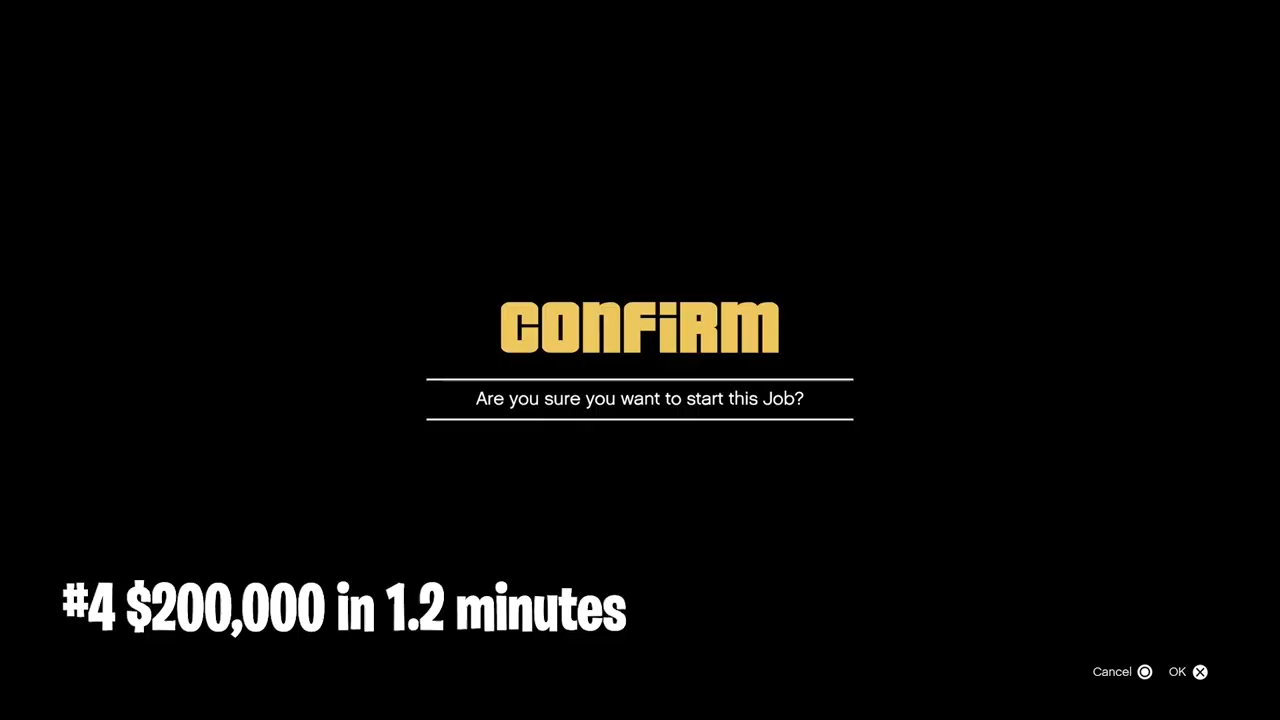 CONFIRM
Are you sure you want to start this Job?
#4 $200,000 in 1.2 minutes
Cancel OK